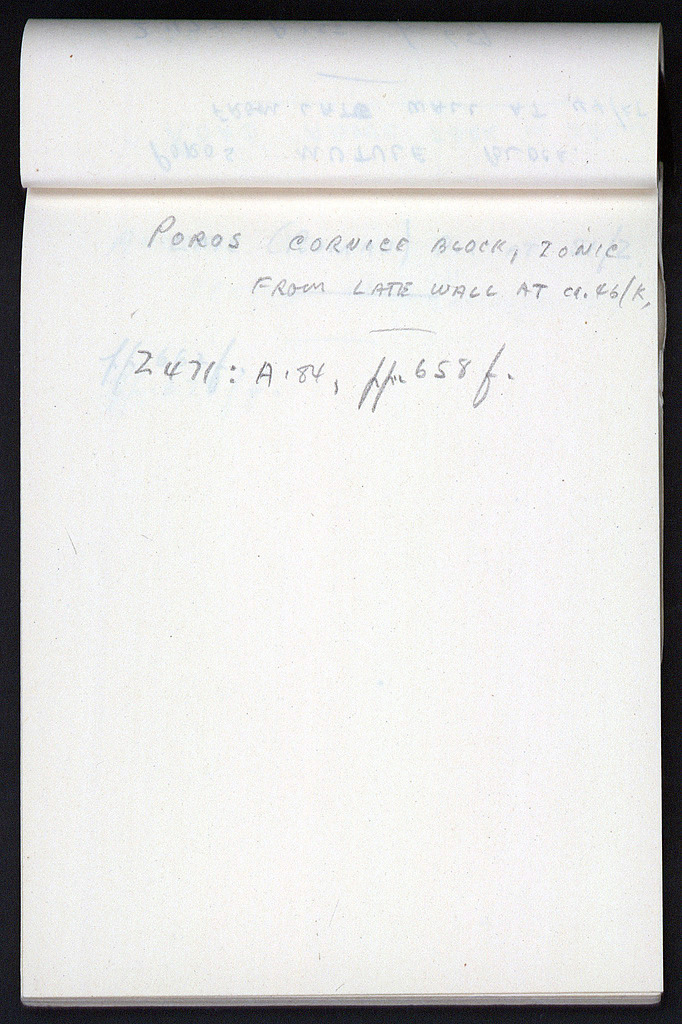 POROS CORNICE BLOCK, IONIC
FROM LATE WALL AT ca. 46/K,
Z 471: A.84, pp. 658 f.